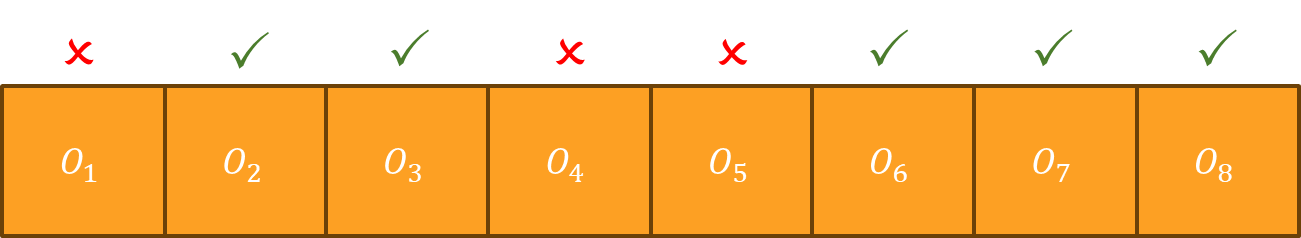 ✗ ✓ ✓ ✗ ✗ ✓ ✓ ✓
O₁ O₂ O₃ O₄ O₅ O₆ O₇ O₈